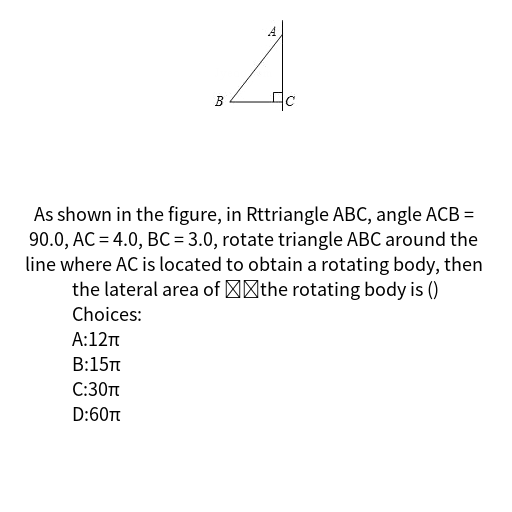 A
B
C
As shown in the figure, in Rttriangle ABC, angle ACB =
90.0, AC = 4.0, BC = 3.0, rotate triangle ABC around the
line where AC is located to obtain a rotating body, then
the lateral area of the rotating body is ()
Choices:
A:12π
B:15π
C:30π
D:60π